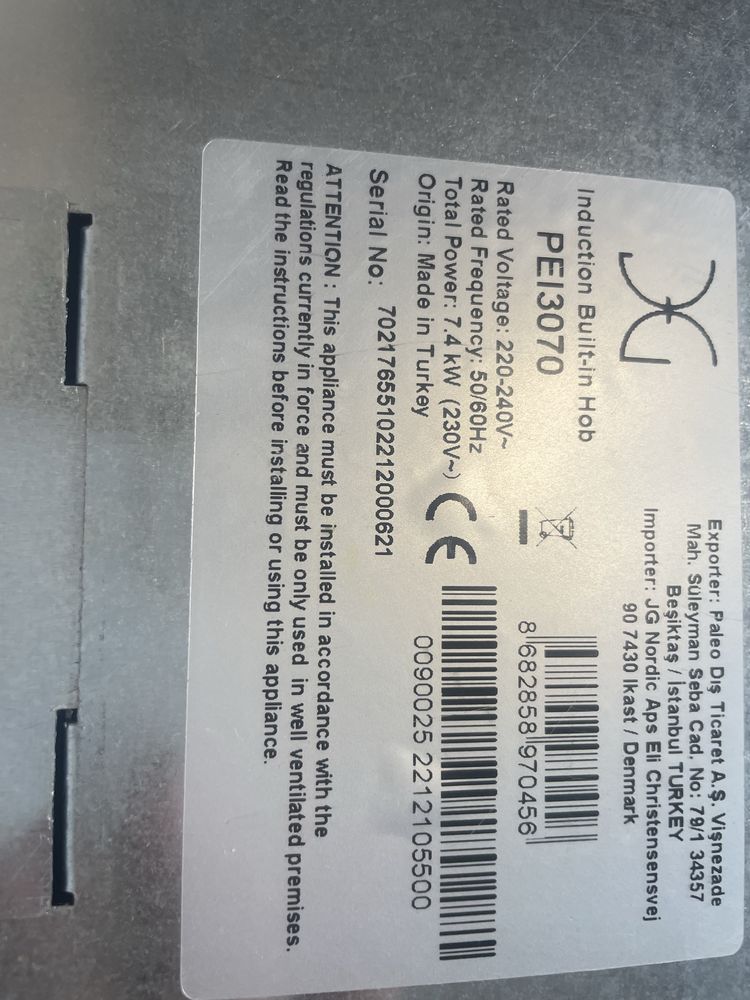 Exporter: Paleo Dış Ticaret A.Ş. Vişnezade
Mah. Süleyman Seba Cad. No: 79/1 34357
Beşiktaş / İstanbul TURKEY
Importer: JG Nordic Aps Eli Christensensvej
90 7430 Ikast / Denmark
Induction Built-in Hob
PEI3070
8 682858 970456
Rated Voltage: 220-240V~
Rated Frequency: 50/60Hz
Total Power: 7.4 kW (230V~)
Origin: Made in Turkey
CE
0090025 2212105500
Serial No: 70217655102212000621
ATTENTION : This appliance must be installed in accordance with the
regulations currently in force and must be only used in well ventilated premises.
Read the instructions before installing or using this appliance.